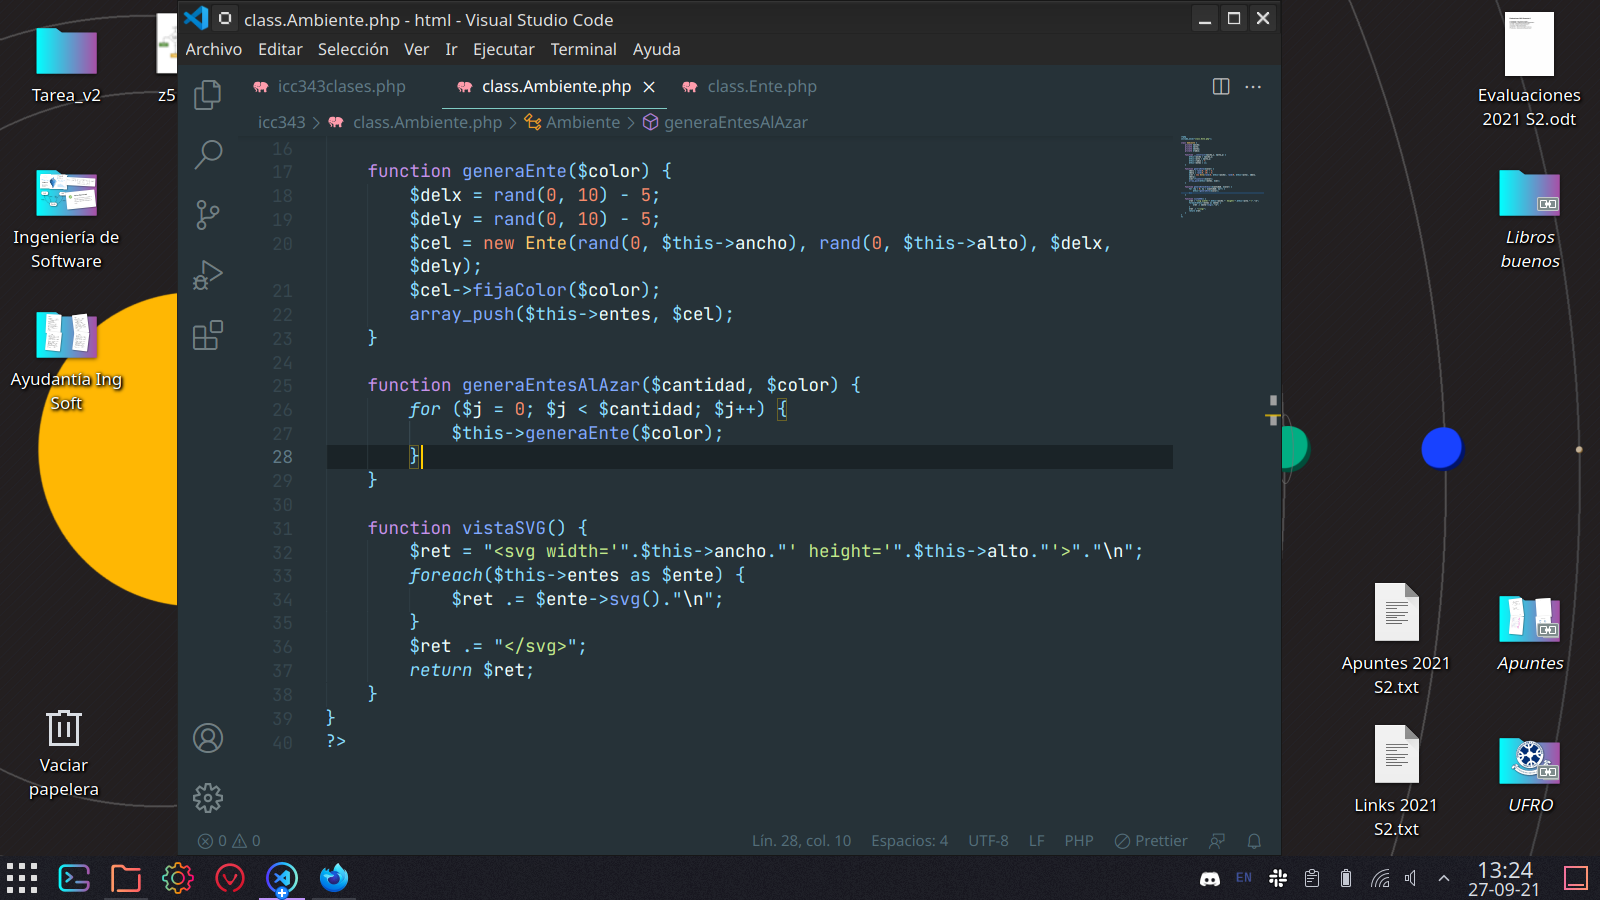 class.Ambiente.php - html - Visual Studio Code
Archivo Editar Selección Ver Ir Ejecutar Terminal Ayuda
icc343clases.php class.Ambiente.php class.Ente.php
icc343 > class.Ambiente.php > Ambiente > generaEntesAlAzar
16
17 function generaEnte($color) {
18 $delx = rand(0, 10) - 5;
19 $dely = rand(0, 10) - 5;
20 $cel = new Ente(rand(0, $this->ancho), rand(0, $this->alto), $delx,
$dely);
21 $cel->fijaColor($color);
22 array_push($this->entes, $cel);
23 }
24
25 function generaEntesAlAzar($cantidad, $color) {
26 for ($j = 0; $j < $cantidad; $j++) {
27 $this->generaEnte($color);
28 }
29 }
30
31 function vistaSVG() {
32 $ret = "<svg width='".$this->ancho."' height='".$this->alto."'>"."\n";
33 foreach($this->entes as $ente) {
34 $ret .= $ente->svg()."\n";
35 }
36 $ret .= "</svg>";
37 return $ret;
38 }
39 }
40 ?>
0 0 Lín. 28, col. 10 Espacios: 4 UTF-8 LF PHP Prettier
Tarea_v2
z5
Ingeniería de
Software
Ayudantía Ing
Soft
Vaciar
papelera
Evaluaciones
2021 S2.odt
Libros
buenos
Apuntes 2021
S2.txt
Apuntes
Links 2021
S2.txt
UFRO
EN
13:24
27-09-21